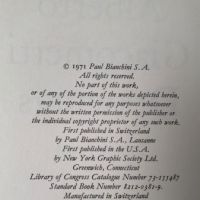 © 1971 Paul Bianchini S.A.
All rights reserved.
No part of this work,
or of any of the portion of the works depicted herein,
may be reproduced for any purposes whatsoever
without the written permission of the publisher or
the individual copyright proprietor of any such work.
First published in Switzerland
by Paul Bianchini S.A., Lausanne
First published in the U.S.A.
by New York Graphic Society Ltd.
Greenwich, Connecticut
Library of Congress Catalogue Number 73-173487
Standard Book Number 8212-0381-9.
Manufactured in Switzerland